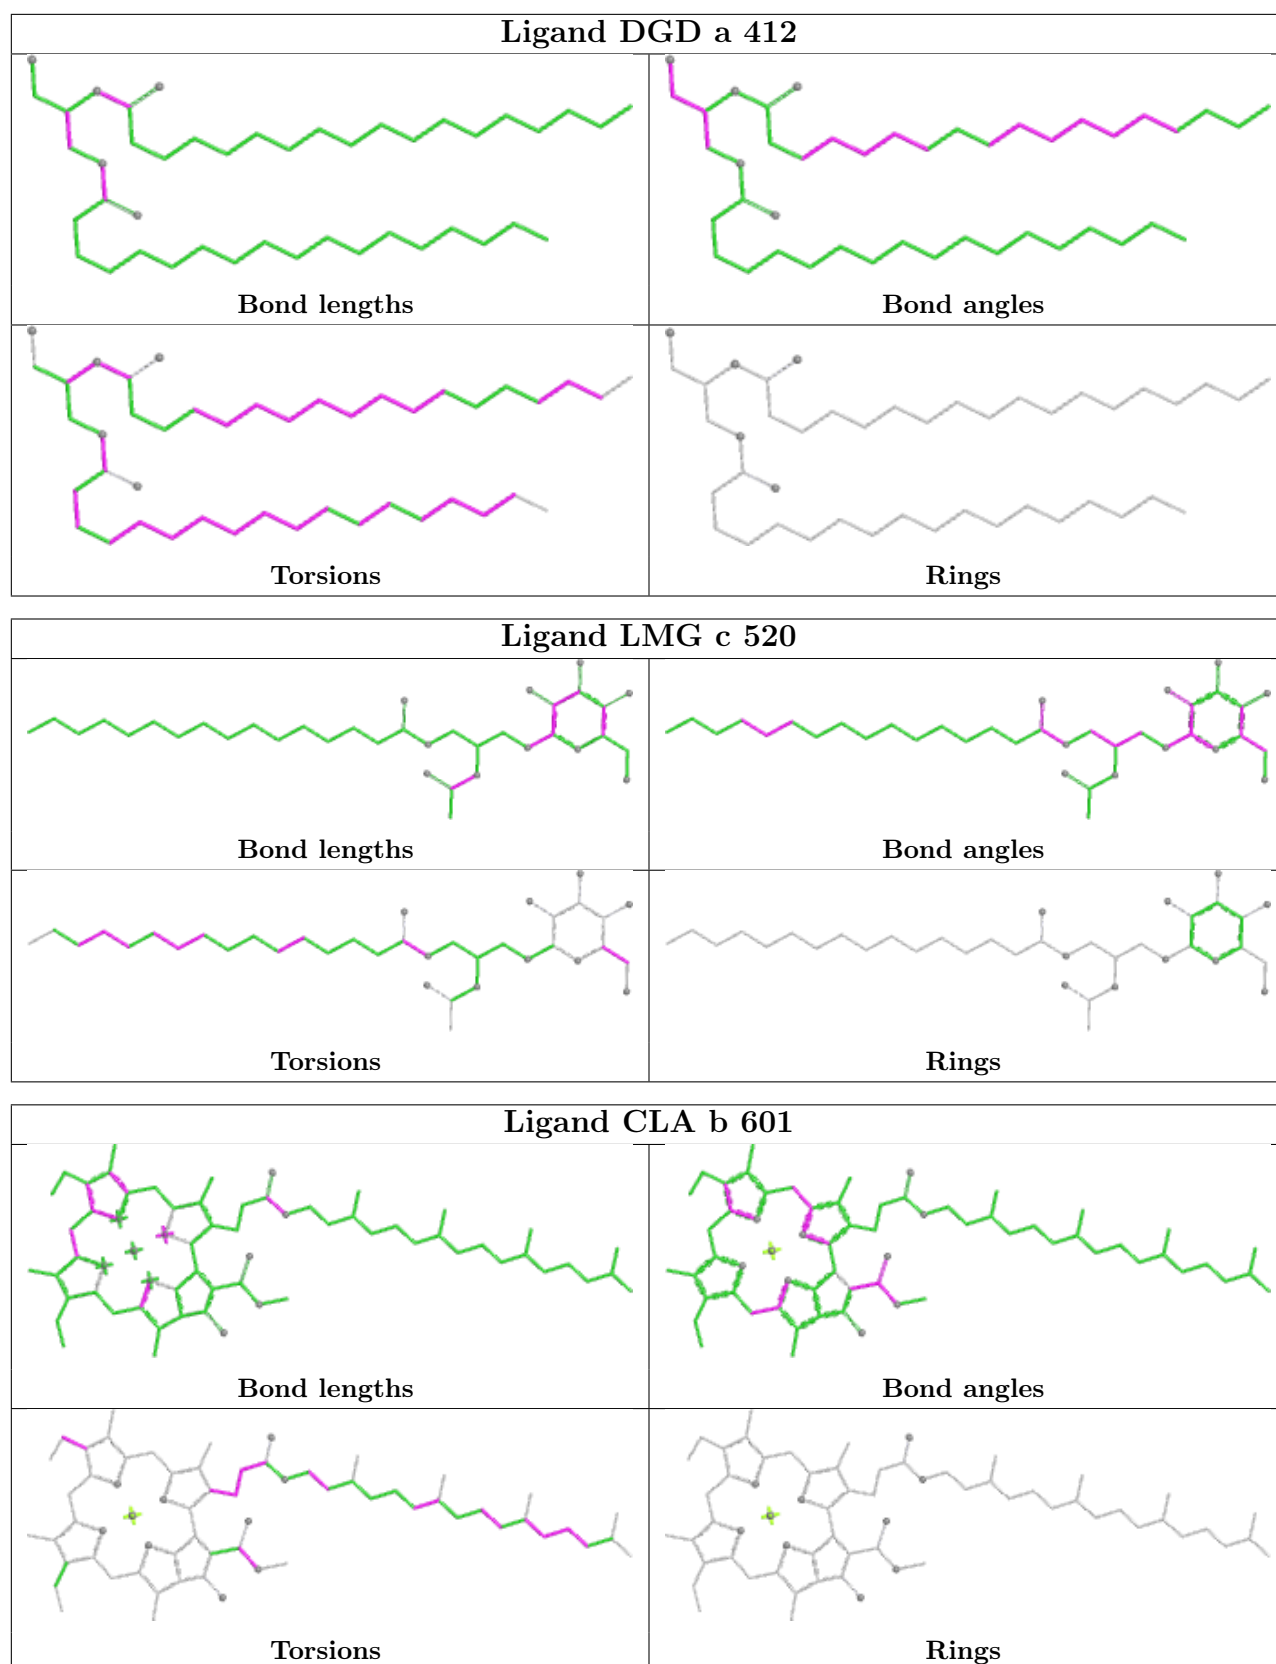 Ligand DGD a 412
Bond lengths
Bond angles
Torsions
Rings
Ligand LMG c 520
Bond lengths
Bond angles
Torsions
Rings
Ligand CLA b 601
Bond lengths
Bond angles
Torsions
Rings